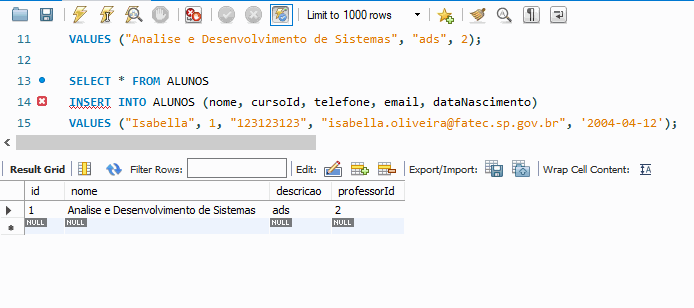 Limit to 1000 rows
11 VALUES ("Analise e Desenvolvimento de Sistemas", "ads", 2);
12
13 SELECT * FROM ALUNOS
14 INSERT INTO ALUNOS (nome, cursoId, telefone, email, dataNascimento)
15 VALUES ("Isabella", 1, "123123123", "isabella.oliveira@fatec.sp.gov.br", '2004-04-12');
Result Grid Filter Rows: Edit: Export/Import: Wrap Cell Content: IA
id nome descricao professorId
1 Analise e Desenvolvimento de Sistemas ads 2
NULL NULL NULL NULL